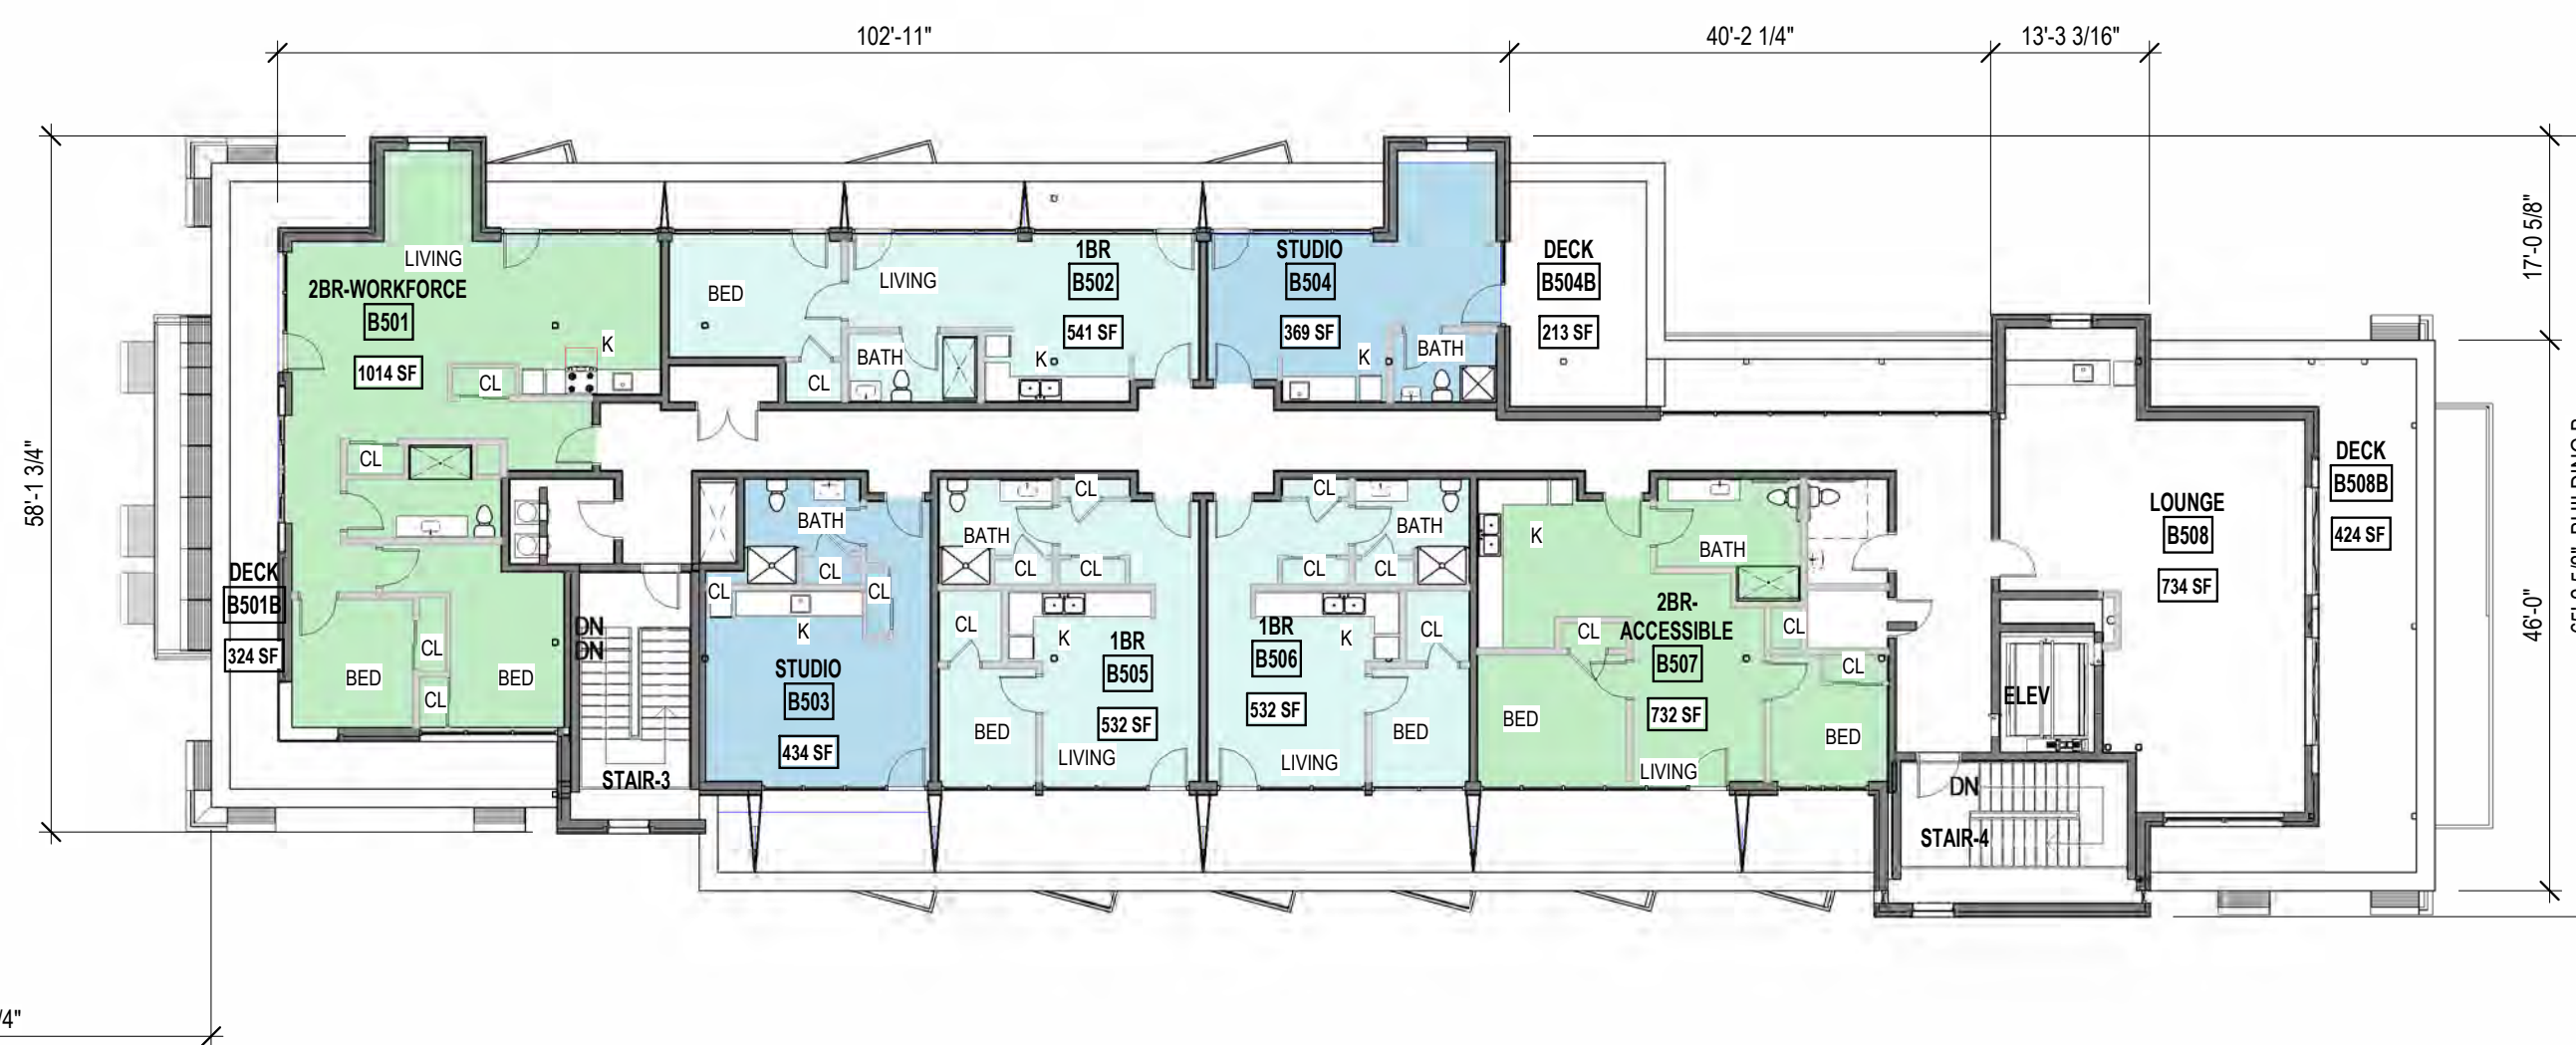 102'-11"
40'-2 1/4"
13'-3 3/16"
58'-1 3/4"
17'-0 5/8"
46'-0"
LIVING
2BR-WORKFORCE
B501
1014 SF
K
CL
CL
BED
CL
CL
BED
DECK
B501B
324 SF
BED
LIVING
1BR
B502
541 SF
CL
BATH
K
STUDIO
B504
369 SF
K
BATH
DECK
B504B
213 SF
DN
DN
STAIR-3
BATH
CL
CL
CL
K
STUDIO
B503
434 SF
BATH
CL
CL
CL
CL
K
1BR
B505
532 SF
BED
LIVING
CL
BATH
CL
CL
CL
K
1BR
B506
532 SF
LIVING
BED
K
BATH
2BR-
ACCESSIBLE
B507
732 SF
CL
CL
CL
BED
LIVING
BED
ELEV
DN
STAIR-4
LOUNGE
B508
734 SF
DECK
B508B
424 SF
/4"